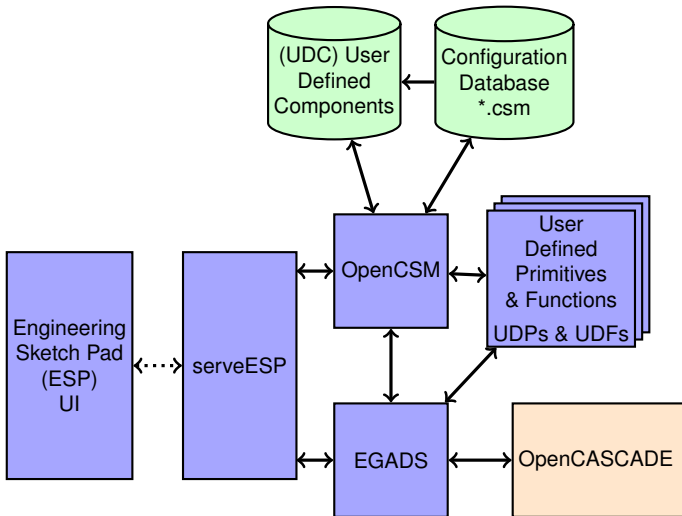 (UDC) User
Defined
Components
Configuration
Database
*.csm
OpenCSM
User
Defined
Primitives
& Functions
UDPs & UDFs
Engineering
Sketch Pad
(ESP)
UI
serveESP
EGADS
OpenCASCADE